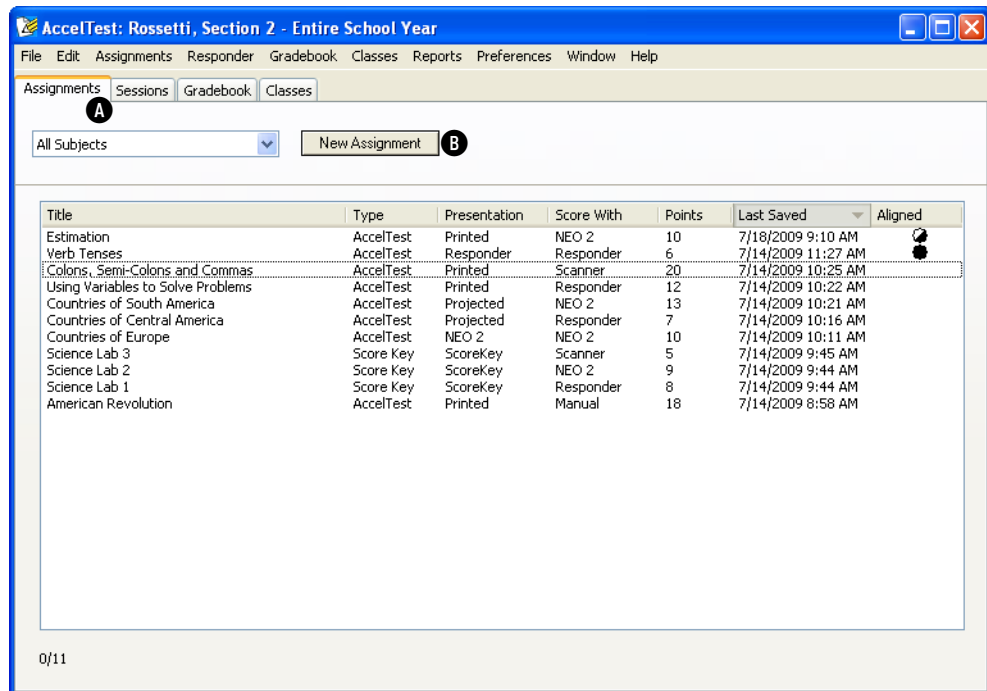 AccelTest: Rossetti, Section 2 - Entire School Year
File Edit Assignments Responder Gradebook Classes Reports Preferences Window Help
Assignments Sessions Gradebook Classes
A
All Subjects New Assignment B
Title Type Presentation Score With Points Last Saved Aligned
Estimation AccelTest Printed NEO 2 10 7/18/2009 9:10 AM
Verb Tenses AccelTest Responder Responder 6 7/14/2009 11:27 AM
Colons, Semi-Colons and Commas AccelTest Printed Scanner 20 7/14/2009 10:25 AM
Using Variables to Solve Problems AccelTest Printed Responder 12 7/14/2009 10:22 AM
Countries of South America AccelTest Projected NEO 2 13 7/14/2009 10:21 AM
Countries of Central America AccelTest Projected Responder 7 7/14/2009 10:16 AM
Countries of Europe AccelTest NEO 2 NEO 2 10 7/14/2009 10:11 AM
Science Lab 3 Score Key ScoreKey Scanner 5 7/14/2009 9:45 AM
Science Lab 2 Score Key ScoreKey NEO 2 9 7/14/2009 9:44 AM
Science Lab 1 Score Key ScoreKey Responder 8 7/14/2009 9:44 AM
American Revolution AccelTest Printed Manual 18 7/14/2009 8:58 AM
0/11